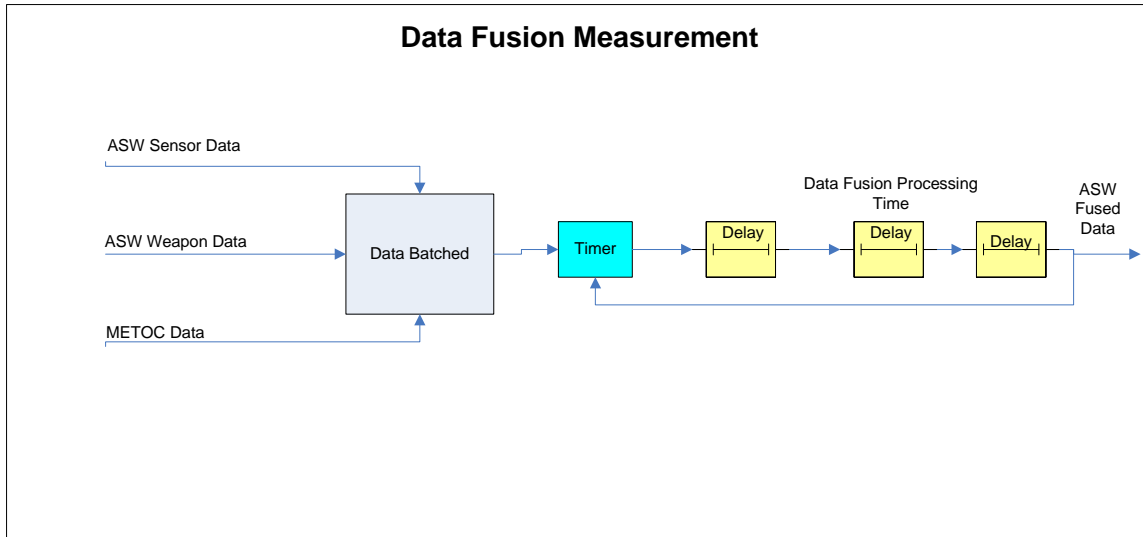 Data Fusion Measurement
ASW Sensor Data
ASW Weapon Data
METOC Data
Data Batched
Timer
Delay
Data Fusion Processing
Time
Delay
Delay
ASW
Fused
Data